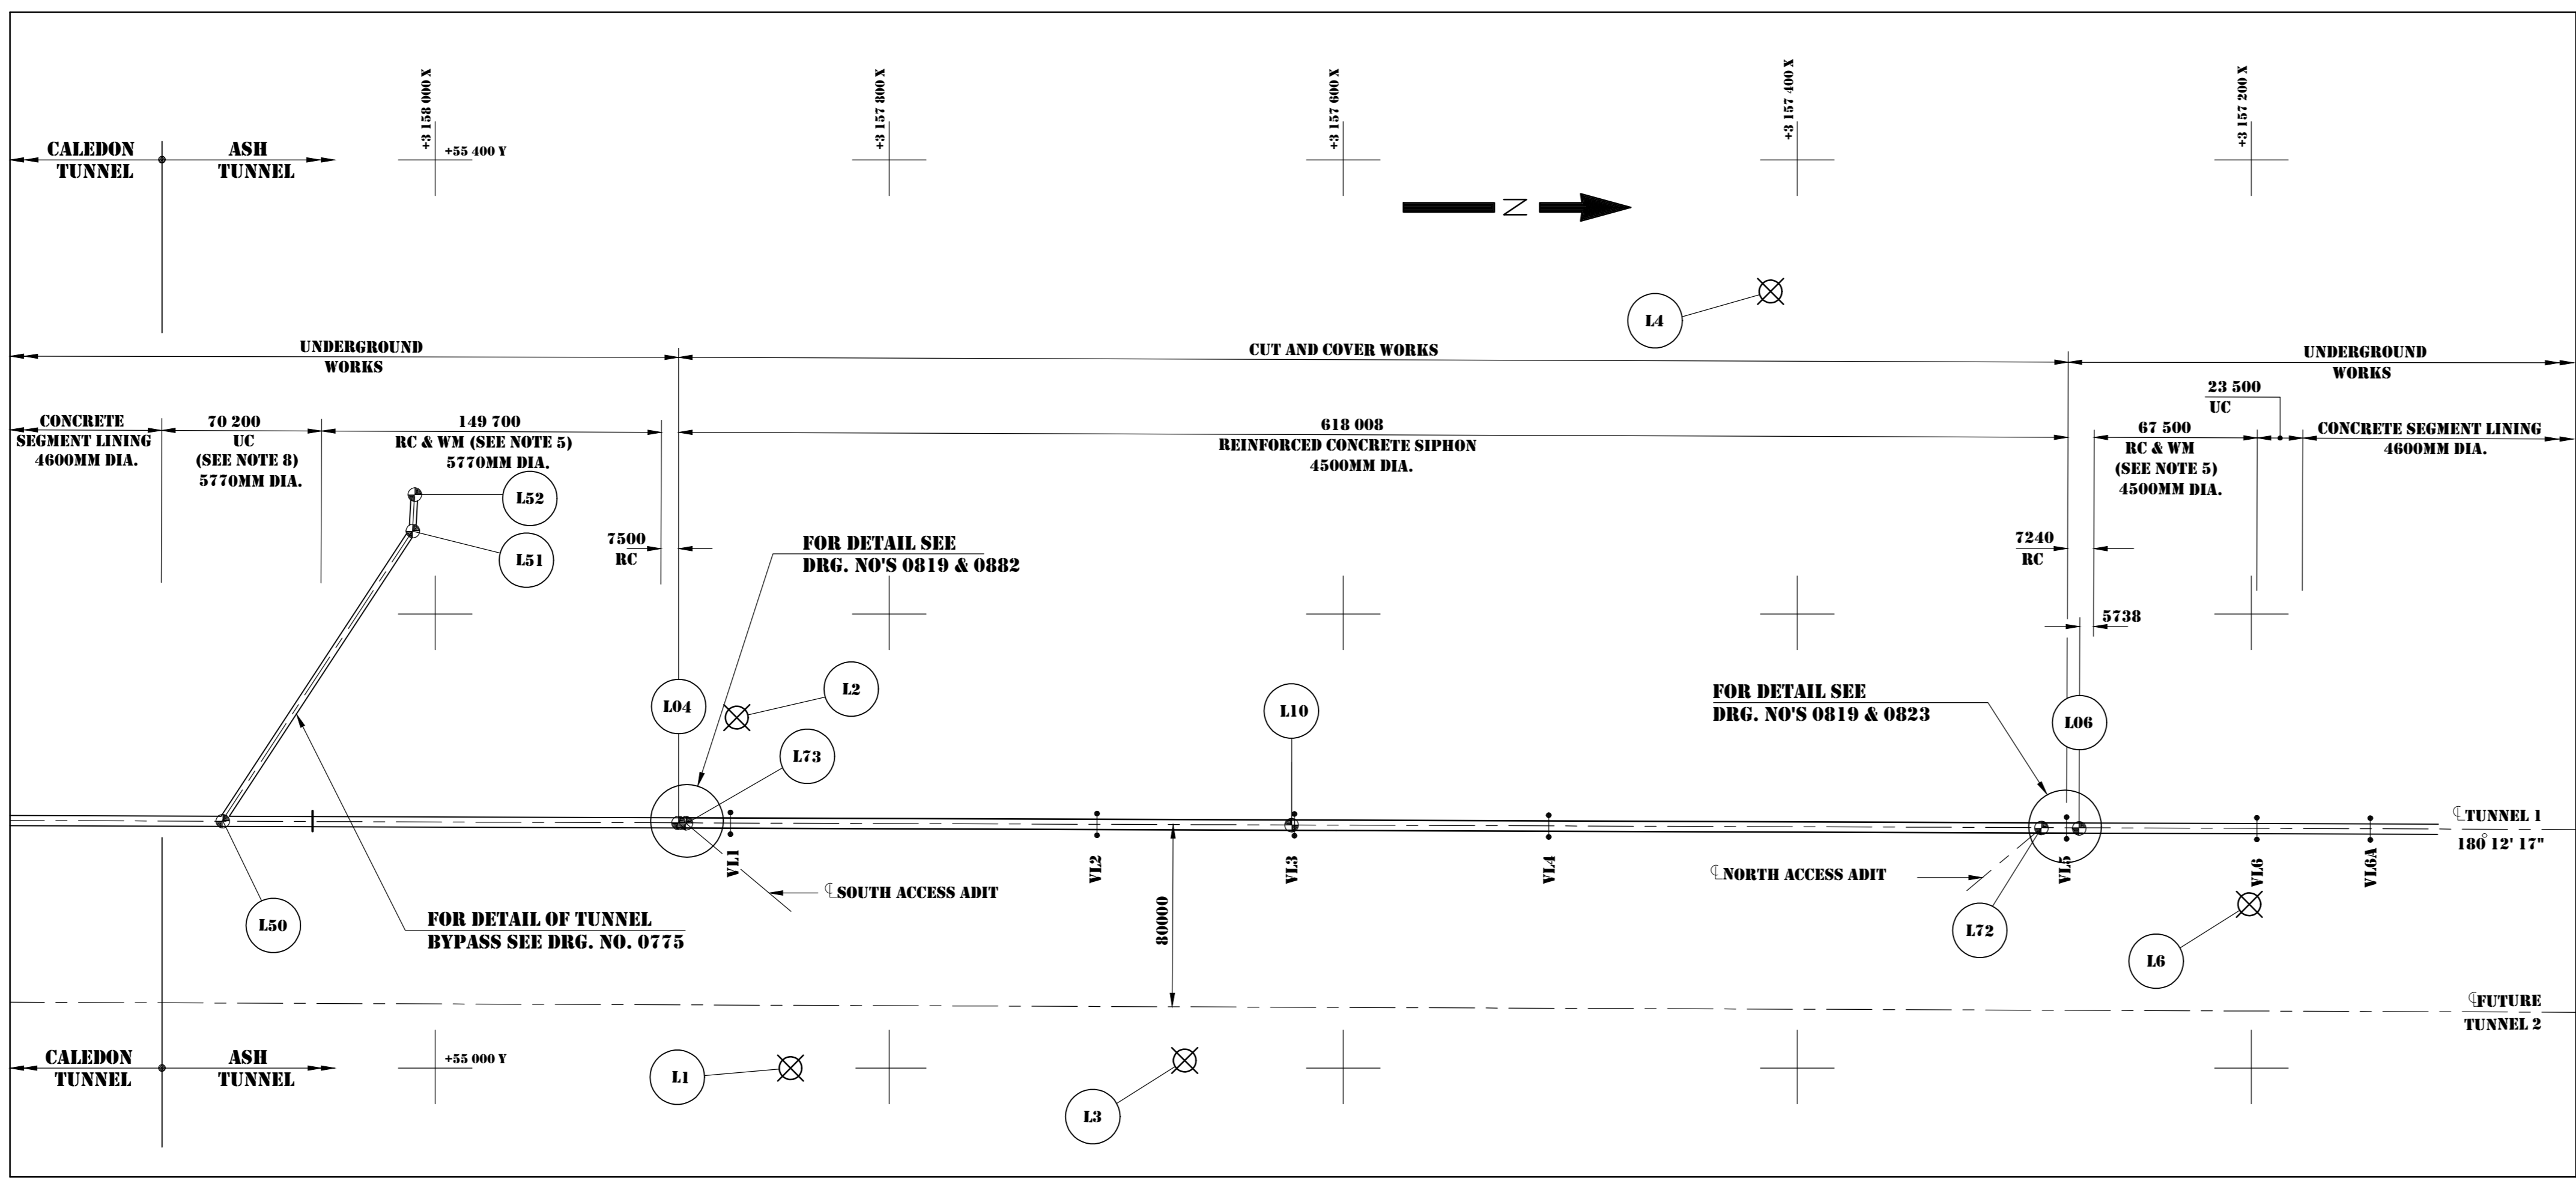 +3 158 000 X
+3 157 800 X
+3 157 600 X
+3 157 400 X
+3 157 200 X
CALEDON
TUNNEL
ASH
TUNNEL
+55 400 Y
N
L4
UNDERGROUND
WORKS
CUT AND COVER WORKS
UNDERGROUND
WORKS
CONCRETE
SEGMENT LINING
4600MM DIA.
70 200
UC
(SEE NOTE 8)
5770MM DIA.
149 700
RC & WM (SEE NOTE 5)
5770MM DIA.
618 008
REINFORCED CONCRETE SIPHON
4500MM DIA.
23 500
UC
67 500
RC & WM
(SEE NOTE 5)
4500MM DIA.
CONCRETE SEGMENT LINING
4600MM DIA.
L52
L51
7500
RC
FOR DETAIL SEE
DRG. NO'S 0819 & 0882
7240
RC
5738
L04
L2
L73
L10
FOR DETAIL SEE
DRG. NO'S 0819 & 0823
L06
℄ TUNNEL 1
180° 12' 17"
VL1
VL2
VL3
VL4
VL5
VL6
VL6A
℄ SOUTH ACCESS ADIT
℄ NORTH ACCESS ADIT
L50
FOR DETAIL OF TUNNEL
BYPASS SEE DRG. NO. 0775
80000
L72
L6
℄ FUTURE
TUNNEL 2
CALEDON
TUNNEL
ASH
TUNNEL
+55 000 Y
L1
L3